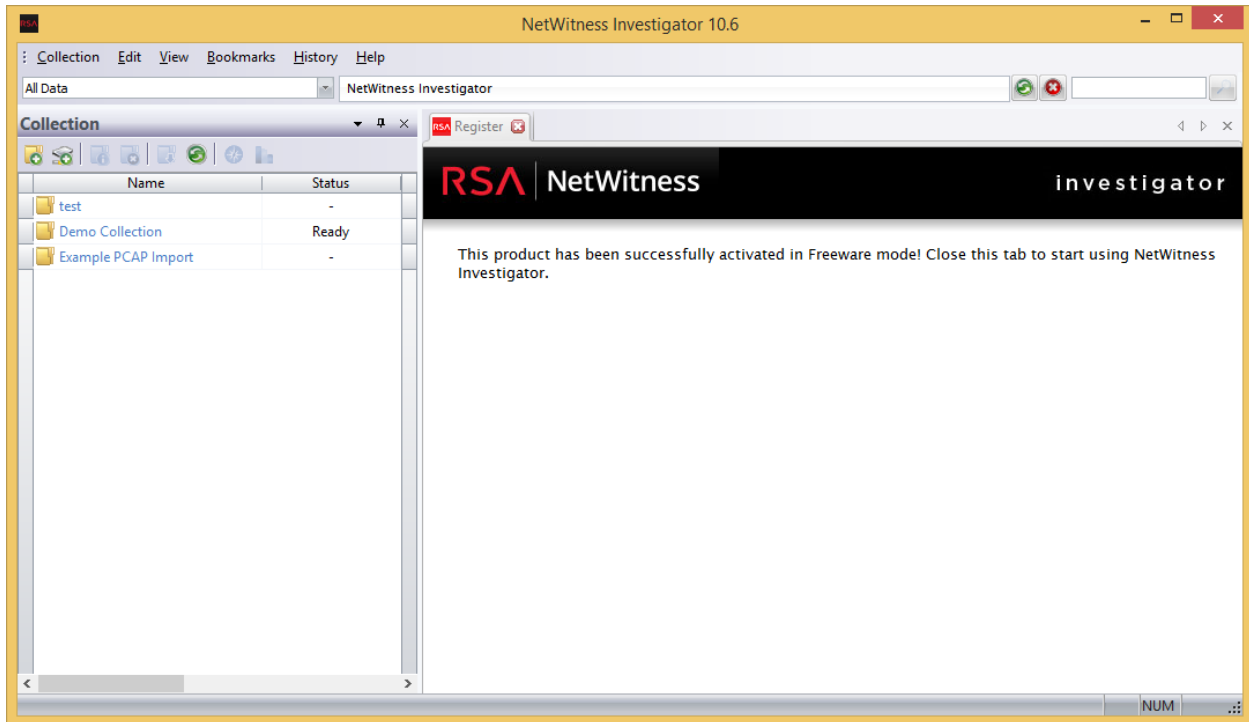 RSA
NetWitness Investigator 10.6
Collection Edit View Bookmarks History Help
All Data
NetWitness Investigator
Collection
RSA Register
Name Status
test -
Demo Collection Ready
Example PCAP Import -
RSA NetWitness
investigator
This product has been successfully activated in Freeware mode! Close this tab to start using NetWitness
Investigator.
NUM